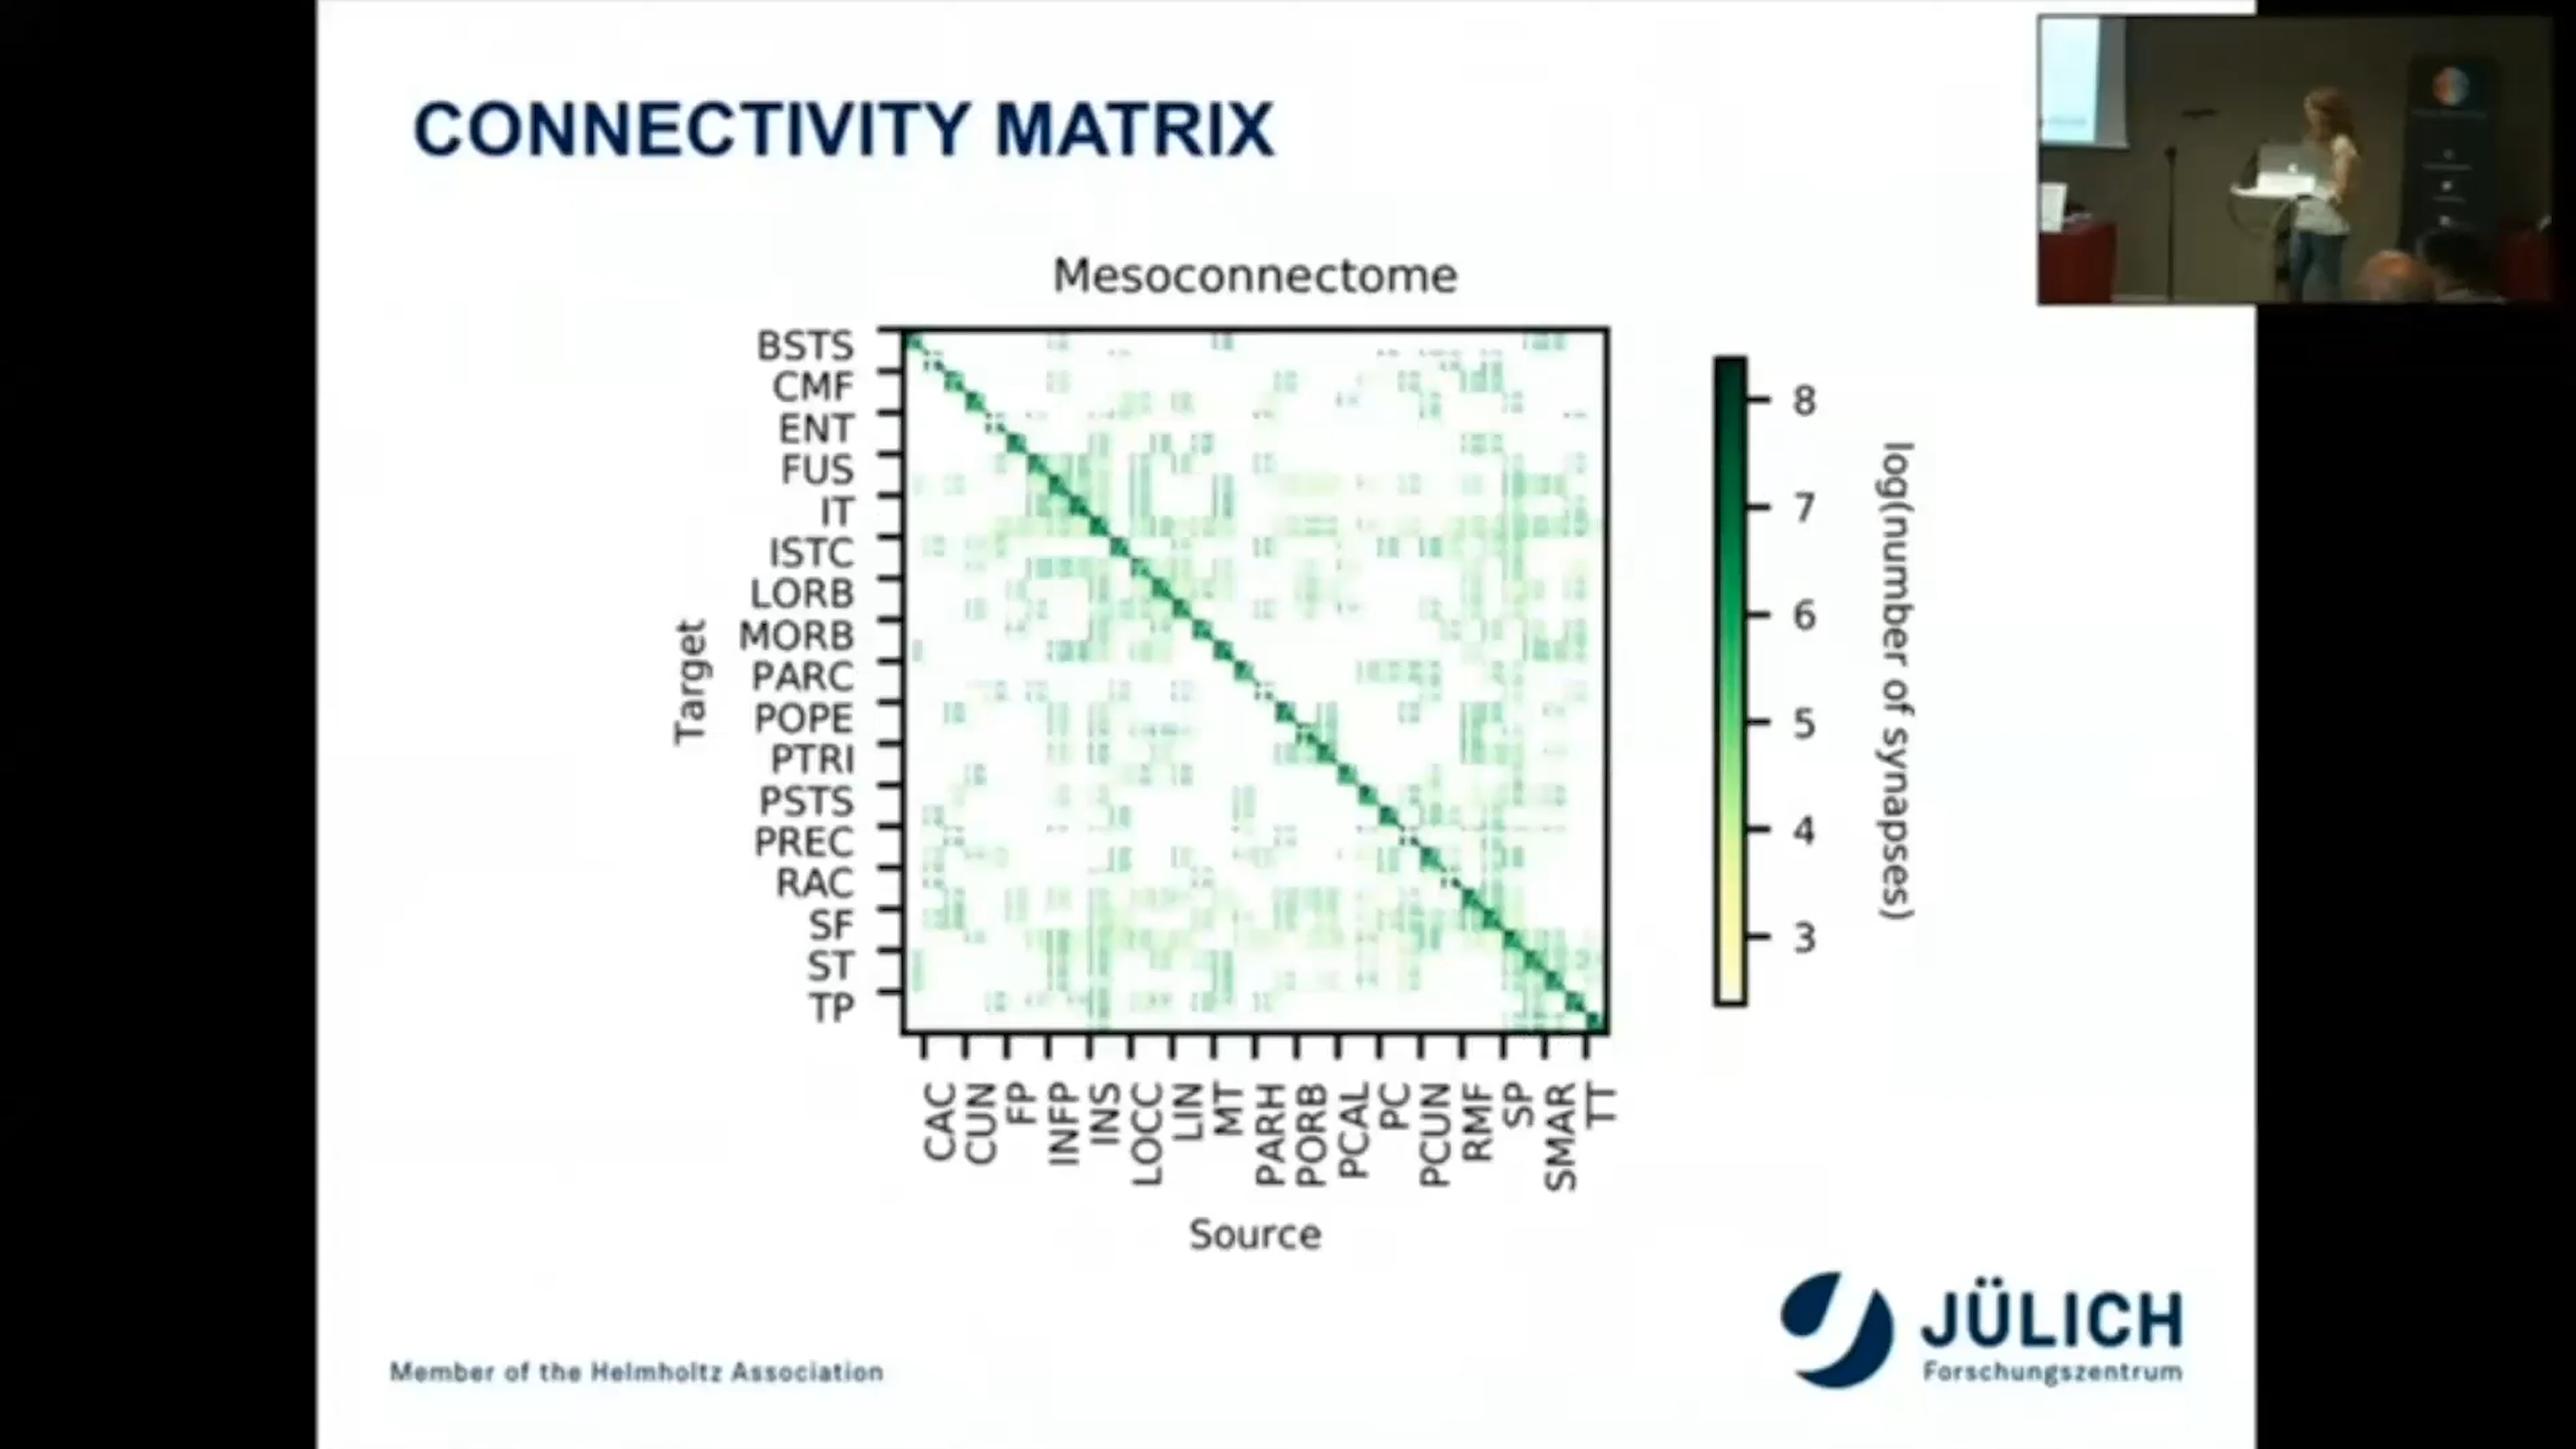 CONNECTIVITY MATRIX
Mesoconnectome
BSTS
CMF
ENT
FUS
IT
ISTC
LORB
MORB
PARC
POPE
PTRI
PSTS
PREC
RAC
SF
ST
TP
Target
CAC
CUN
FP
INFP
INS
LOCC
LIN
MT
PARH
PORB
PCAL
PC
PCUN
RMF
SP
SMAR
TT
Source
8
7
6
5
4
3
log(number of synapses)
Member of the Helmholtz Association
JÜLICH
Forschungszentrum